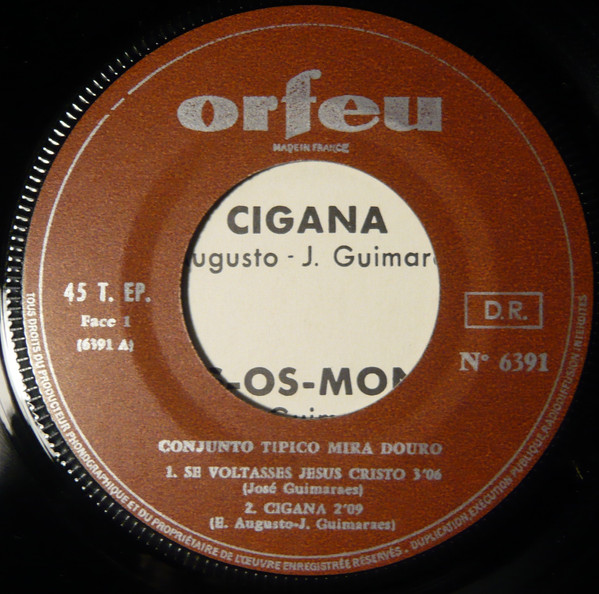 orfeu
MADE IN FRANCE
CIGANA
ugusto - J. Guimar
45 T. EP.
Face 1
(6391 A)
D.R.
N° 6391
S-OS-MON
Guimar
CONJUNTO TIPICO MIRA DOURO
1. SE VOLTASSES JESUS CRISTO 3'06
(José Guimaraes)
2. CIGANA 2'09
(E. Augusto-J. Guimaraes)
TOUS DROITS DU PRODUCTEUR PHONOGRAPHIQUE ET DU PROPRIÉTAIRE DE L'ŒUVRE ENREGISTRÉE RÉSERVÉS. DUPLICATION EXÉCUTION PUBLIQUE RADIODIFFUSION INTERDITES